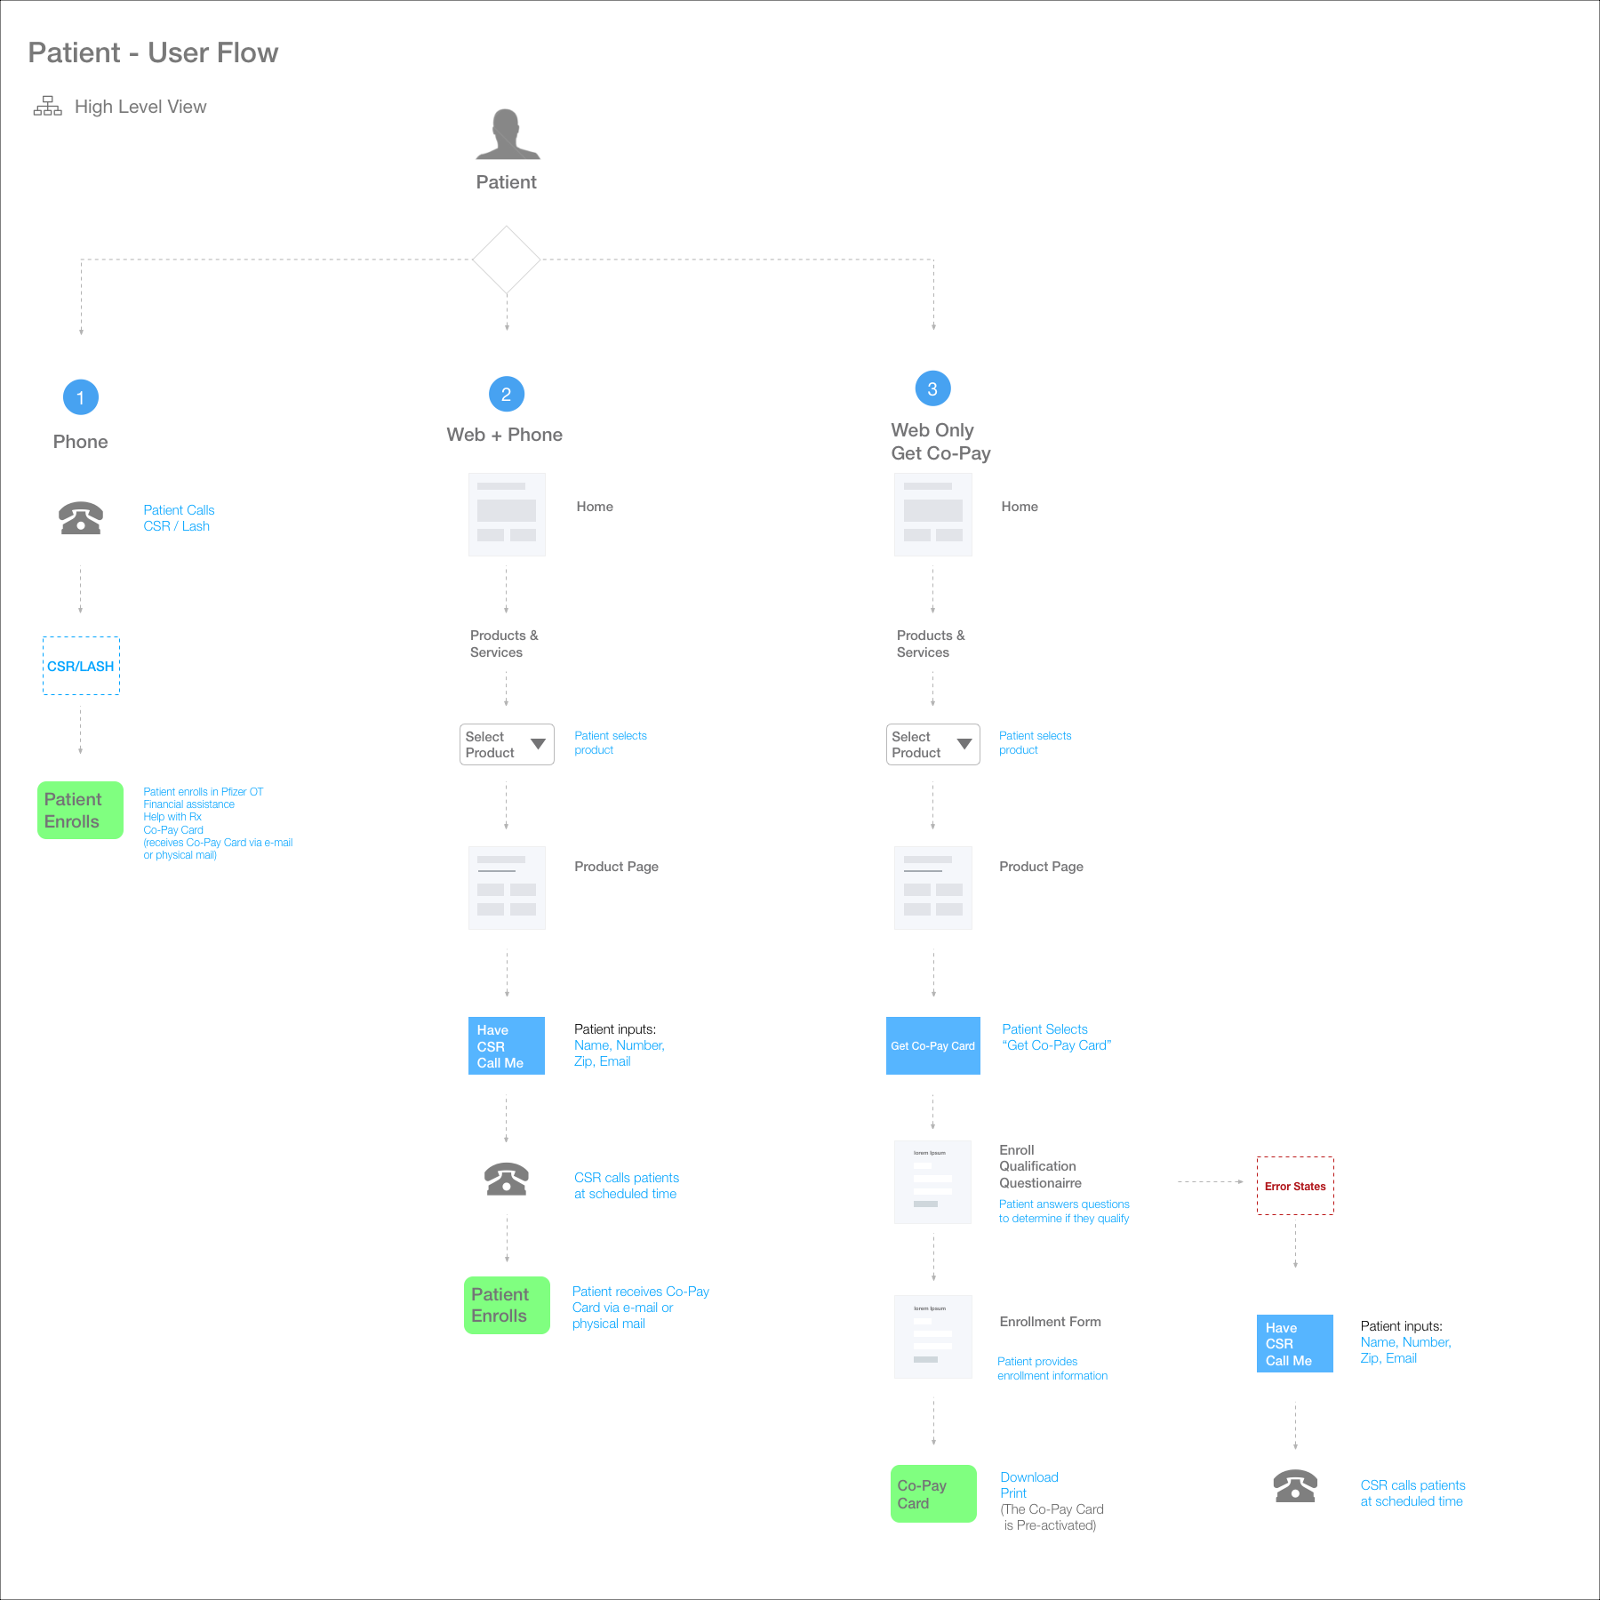 Patient - User Flow
High Level View
Patient
1
Phone
Patient Calls
CSR / Lash
CSR/LASH
Patient
Enrolls
Patient enrolls in Pfizer OT
Financial assistance
Help with Rx
Co-Pay Card
(receives Co-Pay Card via e-mail
or physical mail)
2
Web + Phone
Home
Products &
Services
Select
Product
Patient selects
product
Product Page
Have
CSR
Call Me
Patient inputs:
Name, Number,
Zip, Email
CSR calls patients
at scheduled time
Patient
Enrolls
Patient receives Co-Pay
Card via e-mail or
physical mail
3
Web Only
Get Co-Pay
Home
Products &
Services
Select
Product
Patient selects
product
Product Page
Get Co-Pay Card
Patient Selects
“Get Co-Pay Card”
lorem Ipsum
Enroll
Qualification
Questionairre
Patient answers questions
to determine if they qualify
lorem Ipsum
Enrollment Form
Patient provides
enrollment information
Co-Pay
Card
Download
Print
(The Co-Pay Card
is Pre-activated)
Error States
Have
CSR
Call Me
Patient inputs:
Name, Number,
Zip, Email
CSR calls patients
at scheduled time